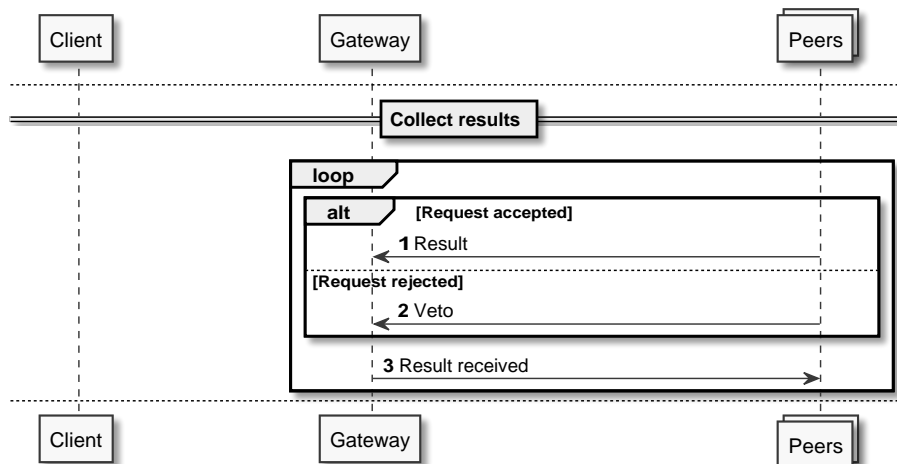 Client
Gateway
Peers
Collect results
loop
alt
[Request accepted]
1 Result
[Request rejected]
2 Veto
3 Result received
Client
Gateway
Peers